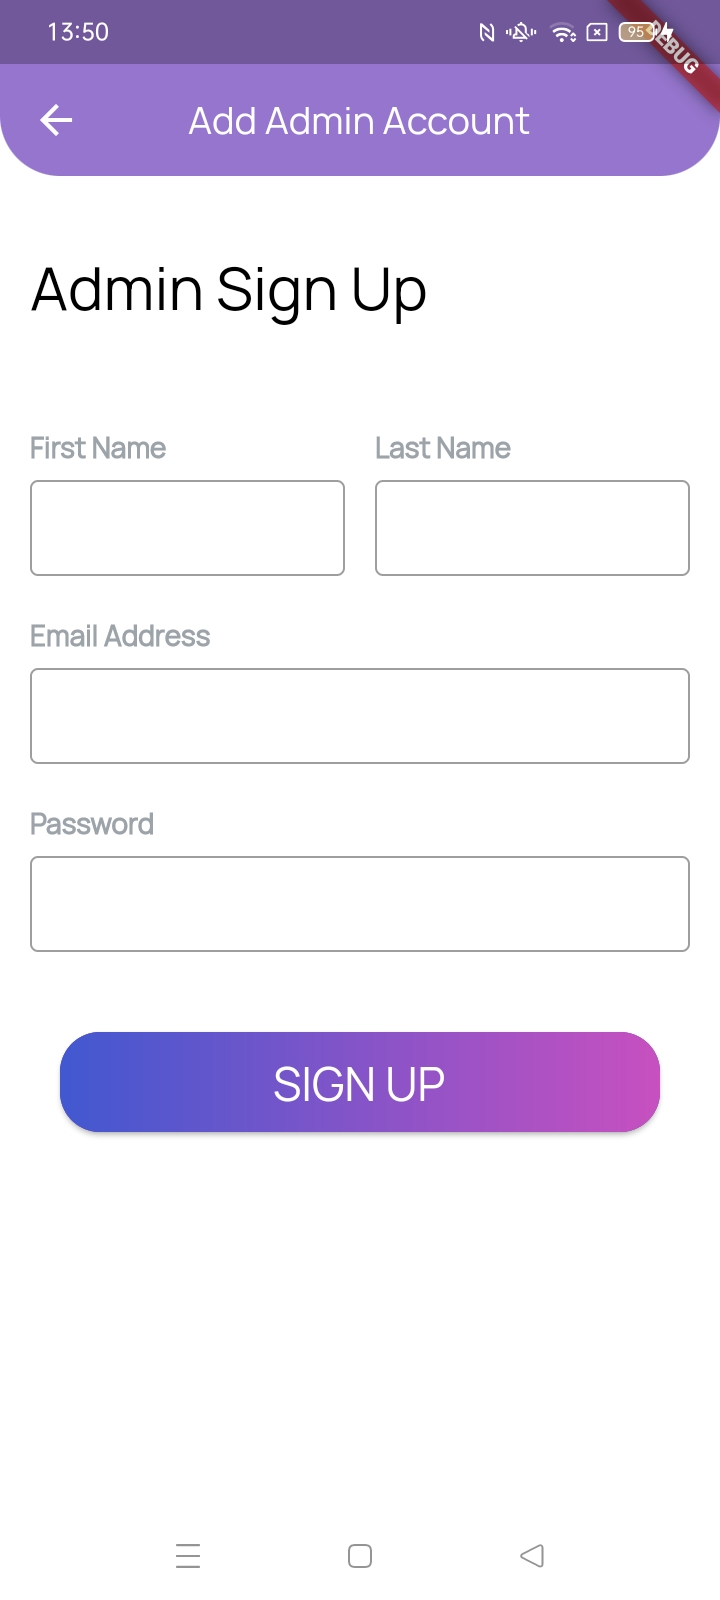 13:50
95
DEBUG
Add Admin Account
Admin Sign Up
First Name
Last Name
Email Address
Password
SIGN UP